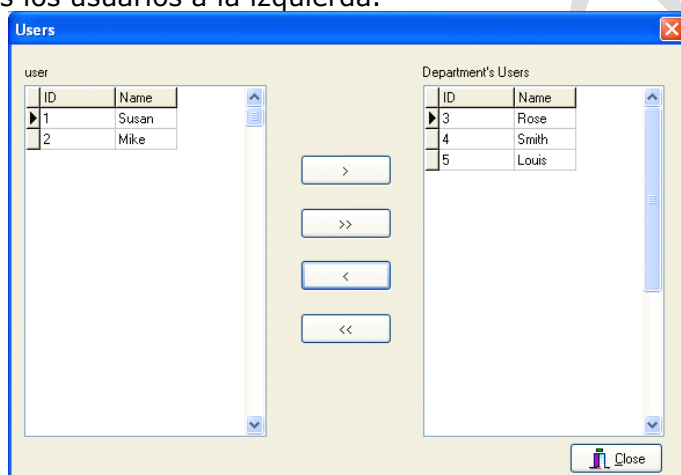 s los usuarios a la izquierda.
Users
user
Department's Users
ID Name
1 Susan
2 Mike
ID Name
3 Rose
4 Smith
5 Louis
>
>>
<
<<
Close